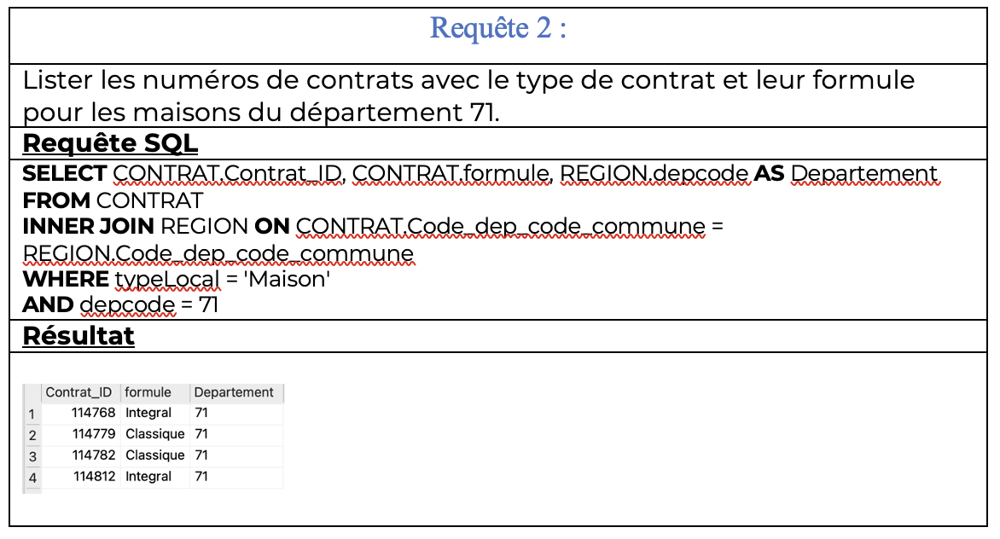 Requête 2 :
Lister les numéros de contrats avec le type de contrat et leur formule
pour les maisons du département 71.
Requête SQL
SELECT CONTRAT.Contrat_ID, CONTRAT.formule, REGION.depcode AS Departement
FROM CONTRAT
INNER JOIN REGION ON CONTRAT.Code_dep_code_commune =
REGION.Code_dep_code_commune
WHERE typeLocal = 'Maison'
AND depcode = 71
Résultat
Contrat_ID formule Departement
1 114768 Integral 71
2 114779 Classique 71
3 114782 Classique 71
4 114812 Integral 71